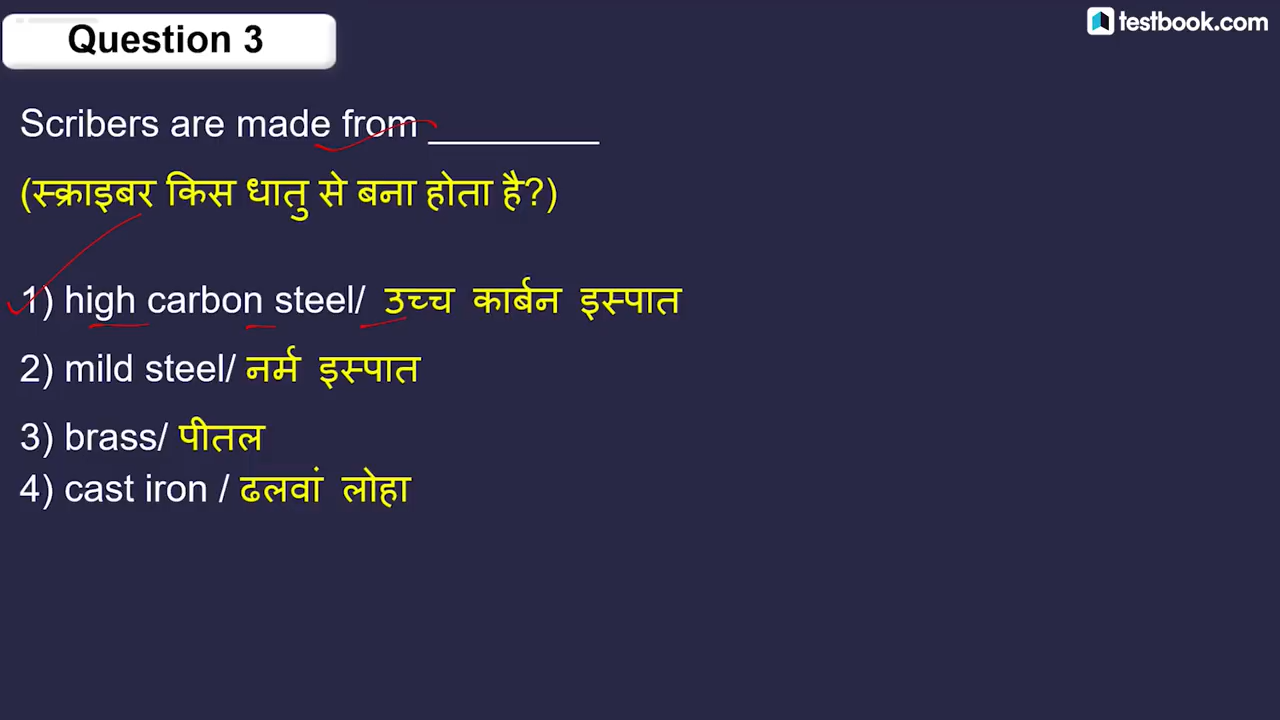 Question 3
testbook.com
Scribers are made from _________
(स्क्राइबर किस धातु से बना होता है?)
1) high carbon steel/ उच्च कार्बन इस्पात
2) mild steel/ नर्म इस्पात
3) brass/ पीतल
4) cast iron / ढलवां लोहा